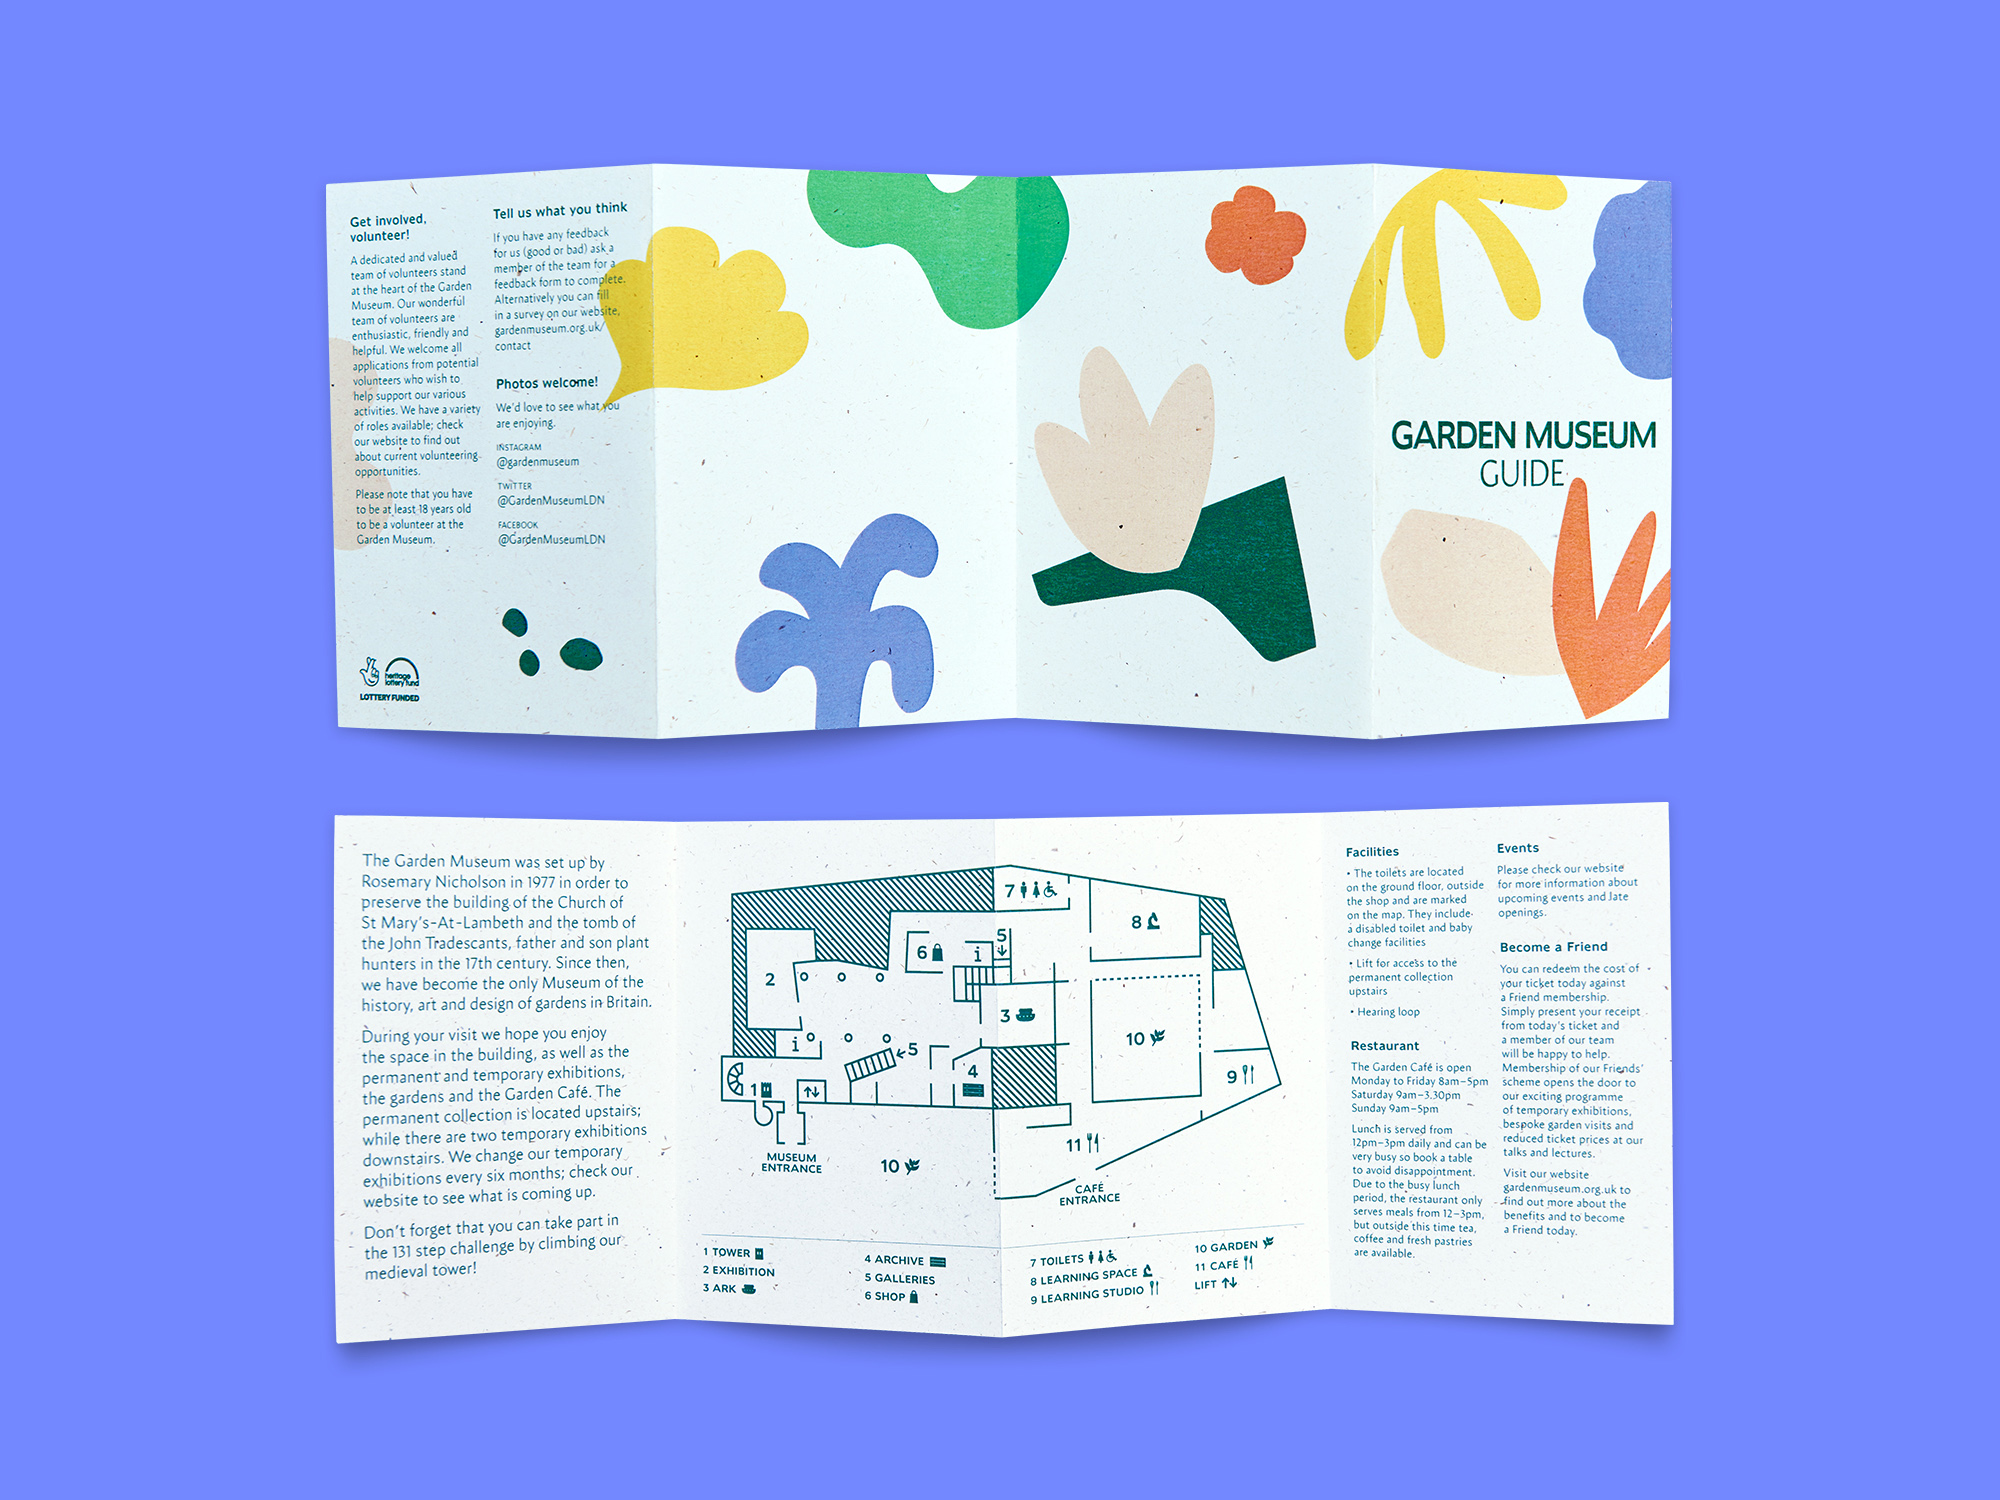 Get involved,
volunteer!
A dedicated and valued
team of volunteers stand
at the heart of the Garden
Museum. Our wonderful
team of volunteers are
enthusiastic, friendly and
helpful. We welcome all
applications from potential
volunteers who wish to
help support our various
activities. We have a variety
of roles available; check
our website to find out
about current volunteering
opportunities.
Please note that you have
to be at least 18 years old
to be a volunteer at the
Garden Museum.
heritage
lottery fund
LOTTERY FUNDED
Tell us what you think
If you have any feedback
for us (good or bad) ask a
member of the team for a
feedback form to complete.
Alternatively you can fill
in a survey on our website,
gardenmuseum.org.uk/
contact
Photos welcome!
We'd love to see what you
are enjoying.
INSTAGRAM
@gardenmuseum
TWITTER
@GardenMuseumLDN
FACEBOOK
@GardenMuseumLDN
GARDEN MUSEUM
GUIDE
The Garden Museum was set up by
Rosemary Nicholson in 1977 in order to
preserve the building of the Church of
St Mary's-At-Lambeth and the tomb of
the John Tradescants, father and son plant
hunters in the 17th century. Since then,
we have become the only Museum of the
history, art and design of gardens in Britain.
During your visit we hope you enjoy
the space in the building, as well as the
permanent and temporary exhibitions,
the gardens and the Garden Café. The
permanent collection is located upstairs;
while there are two temporary exhibitions
downstairs. We change our temporary
exhibitions every six months; check our
website to see what is coming up.
Don't forget that you can take part in
the 131 step challenge by climbing our
medieval tower!
7
8
5
6
i
2
3
10
i
5
4
9
1
11
MUSEUM
ENTRANCE
10
CAFÉ
ENTRANCE
1 TOWER
2 EXHIBITION
3 ARK
4 ARCHIVE
5 GALLERIES
6 SHOP
7 TOILETS
8 LEARNING SPACE
9 LEARNING STUDIO
10 GARDEN
11 CAFÉ
LIFT
Facilities
• The toilets are located
on the ground floor, outside
the shop and are marked
on the map. They include
a disabled toilet and baby
change facilities
• Lift for access to the
permanent collection
upstairs
• Hearing loop
Restaurant
The Garden Café is open
Monday to Friday 8am–5pm
Saturday 9am–3.30pm
Sunday 9am–5pm
Lunch is served from
12pm–3pm daily and can be
very busy so book a table
to avoid disappointment.
Due to the busy lunch
period, the restaurant only
serves meals from 12–3pm,
but outside this time tea,
coffee and fresh pastries
are available.
Events
Please check our website
for more information about
upcoming events and late
openings.
Become a Friend
You can redeem the cost of
your ticket today against
a Friend membership.
Simply present your receipt
from today's ticket and
a member of our team
will be happy to help.
Membership of our Friends'
scheme opens the door to
our exciting programme
of temporary exhibitions,
bespoke garden visits and
reduced ticket prices at our
talks and lectures.
Visit our website
gardenmuseum.org.uk to
find out more about the
benefits and to become
a Friend today.